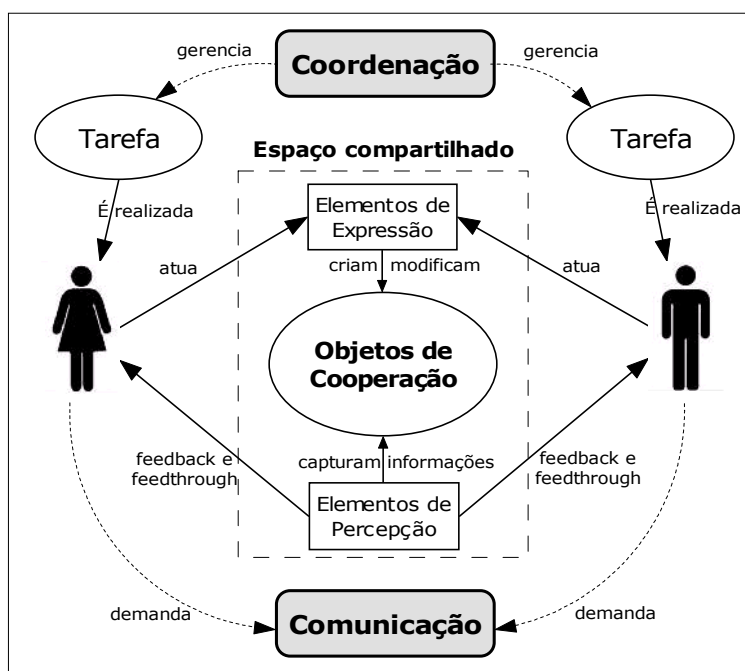 gerencia
Coordenação
gerencia
Tarefa
Tarefa
Espaço compartilhado
É realizada
Elementos de
Expressão
É realizada
atua
criam modificam
atua
Objetos de
Cooperação
feedback e
feedthrough
capturam informações
feedback e
feedthrough
Elementos de
Percepção
demanda
Comunicação
demanda